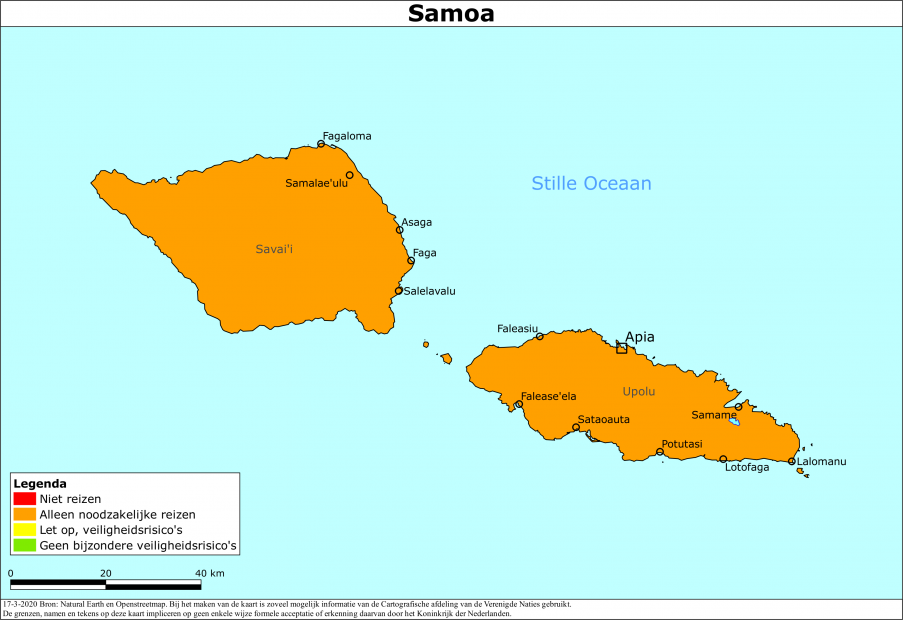 Samoa
Fagaloma
Samalae'ulu
Stille Oceaan
Asaga
Savai'i
Faga
Salelavalu
Faleasiu
Apia
Upolu
Falease'ela
Samame
Sataoauta
Potutasi
Lotofaga
Lalomanu
Legenda
Niet reizen
Alleen noodzakelijke reizen
Let op, veiligheidsrisico's
Geen bijzondere veiligheidsrisico's
0 20 40 km
17-3-2020 Bron: Natural Earth en Openstreetmap. Bij het maken van de kaart is zoveel mogelijk informatie van de Cartografische afdeling van de Verenigde Naties gebruikt.
De grenzen, namen en tekens op deze kaart impliceren op geen enkele wijze formele acceptatie of erkenning daarvan door het Koninkrijk der Nederlanden.